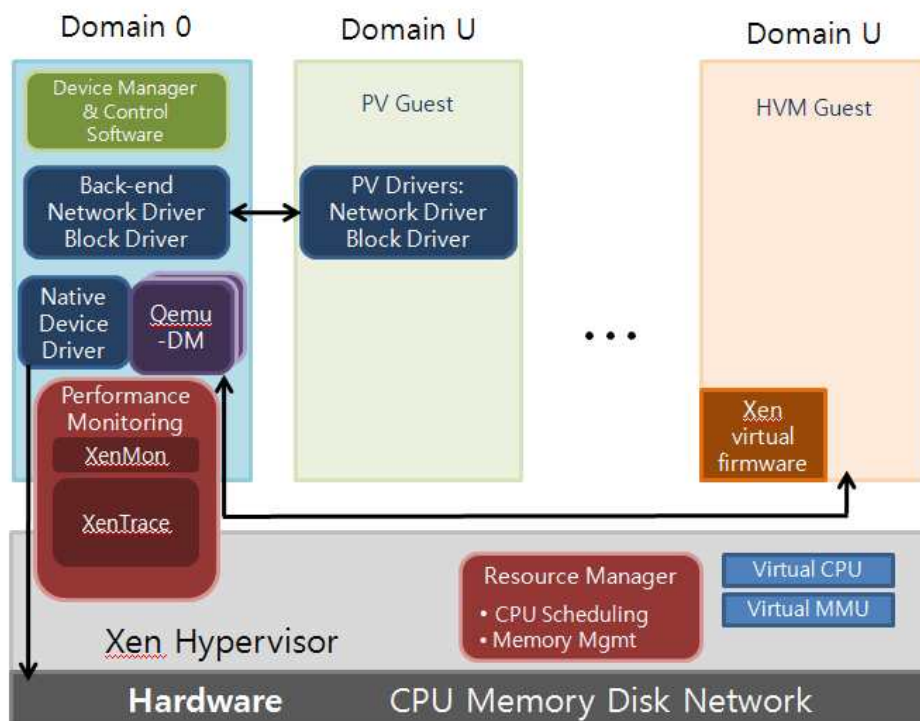 Domain 0
Domain U
Domain U
Device Manager
& Control
Software
PV Guest
HVM Guest
Back-end
Network Driver
Block Driver
PV Drivers:
Network Driver
Block Driver
Native
Device
Driver
Qemu
-DM
...
Performance
Monitoring
XenMon
XenTrace
Xen
virtual
firmware
Resource Manager
• CPU Scheduling
• Memory Mgmt
Virtual CPU
Virtual MMU
Xen Hypervisor
Hardware CPU Memory Disk Network